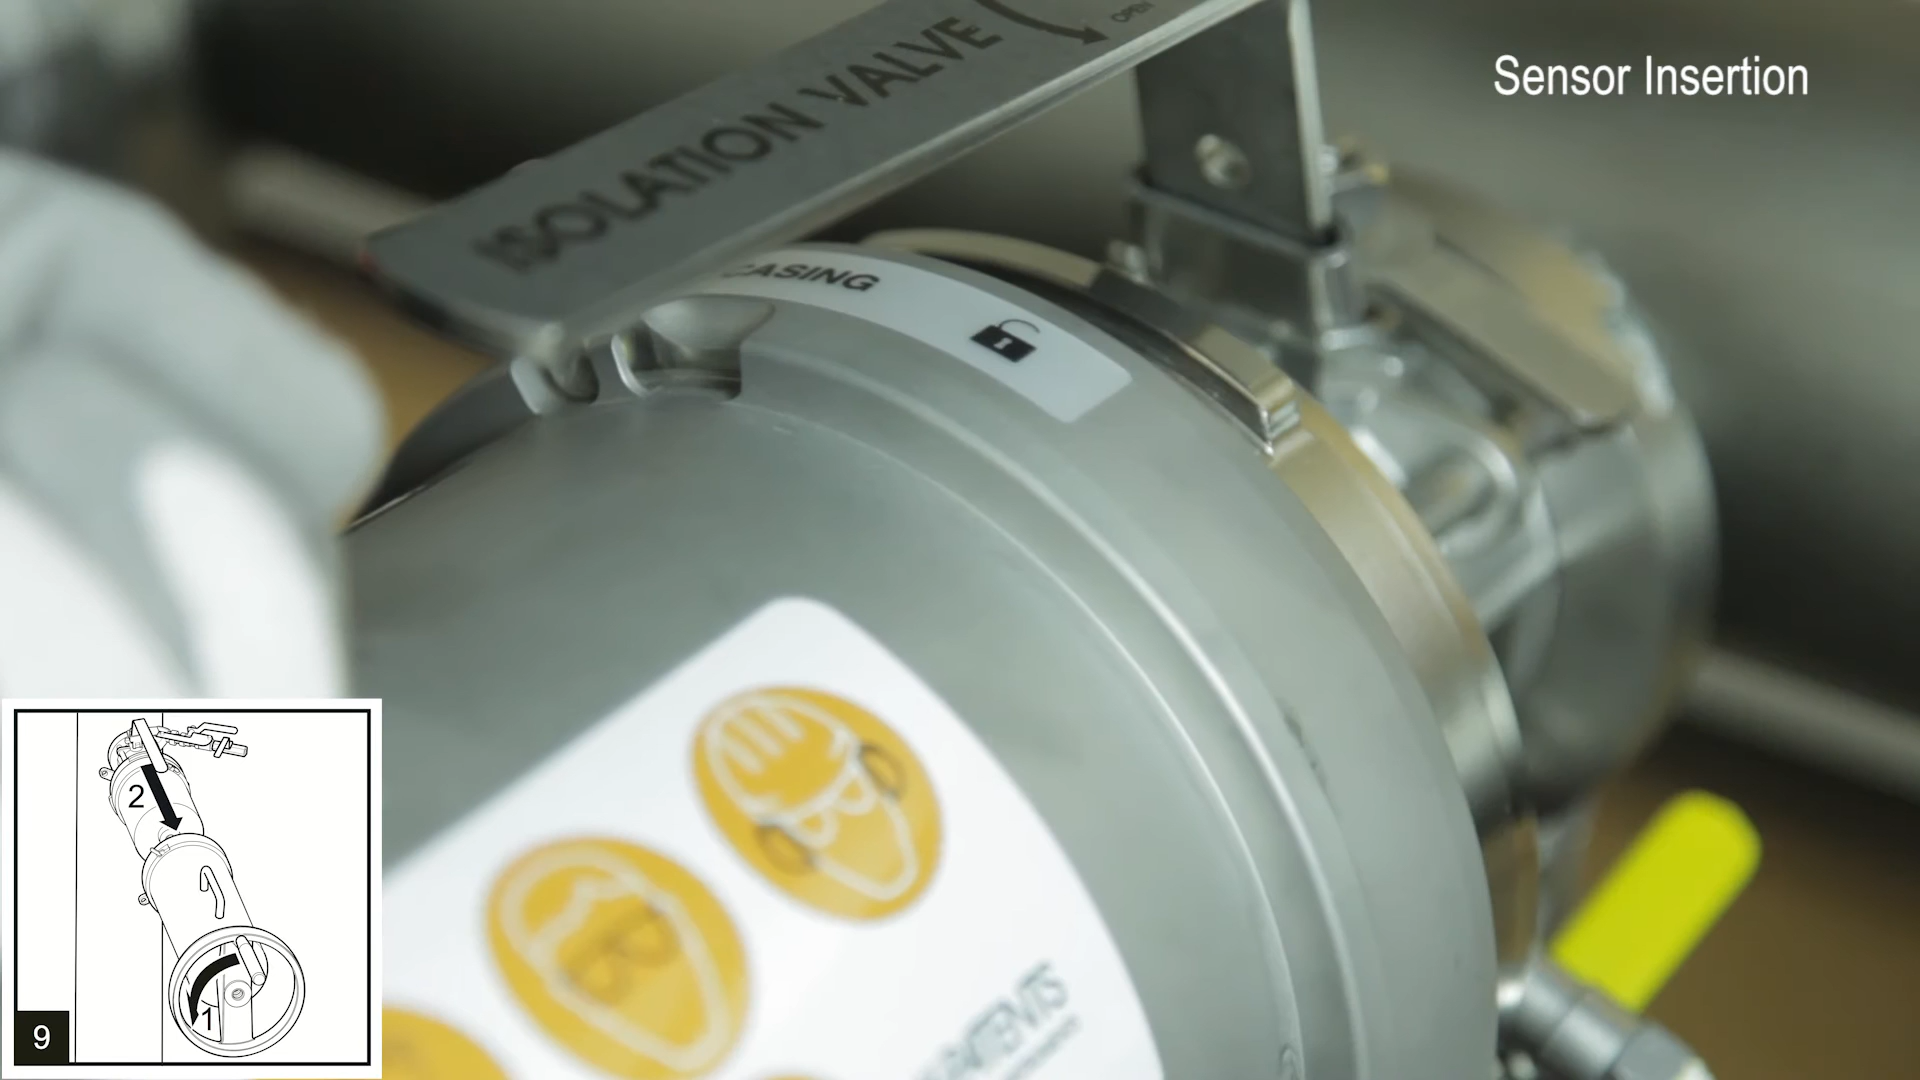 Sensor Insertion
ISOLATION VALVE
OPEN
CASING
2
1
9